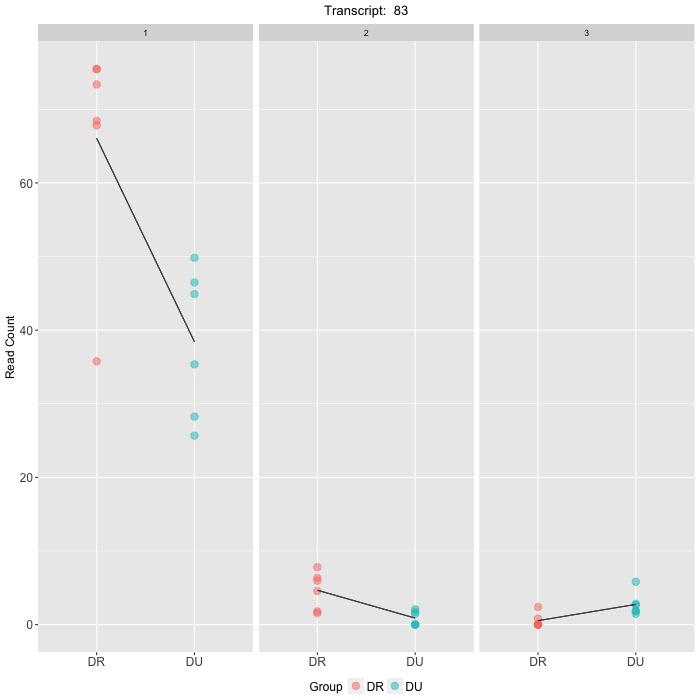 Transcript: 83
1 2 3
Read Count
60
40
20
0
DR DU DR DU DR DU
Group DR DU